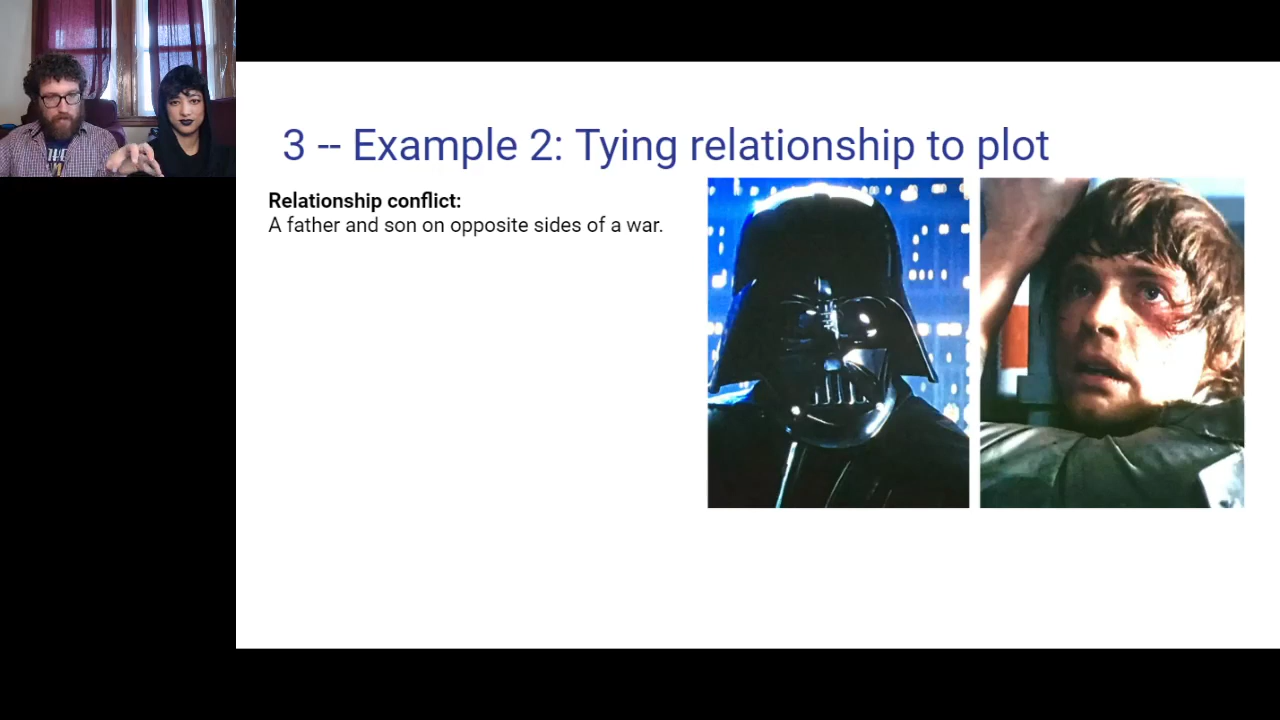 3 -- Example 2: Tying relationship to plot
Relationship conflict:
A father and son on opposite sides of a war.